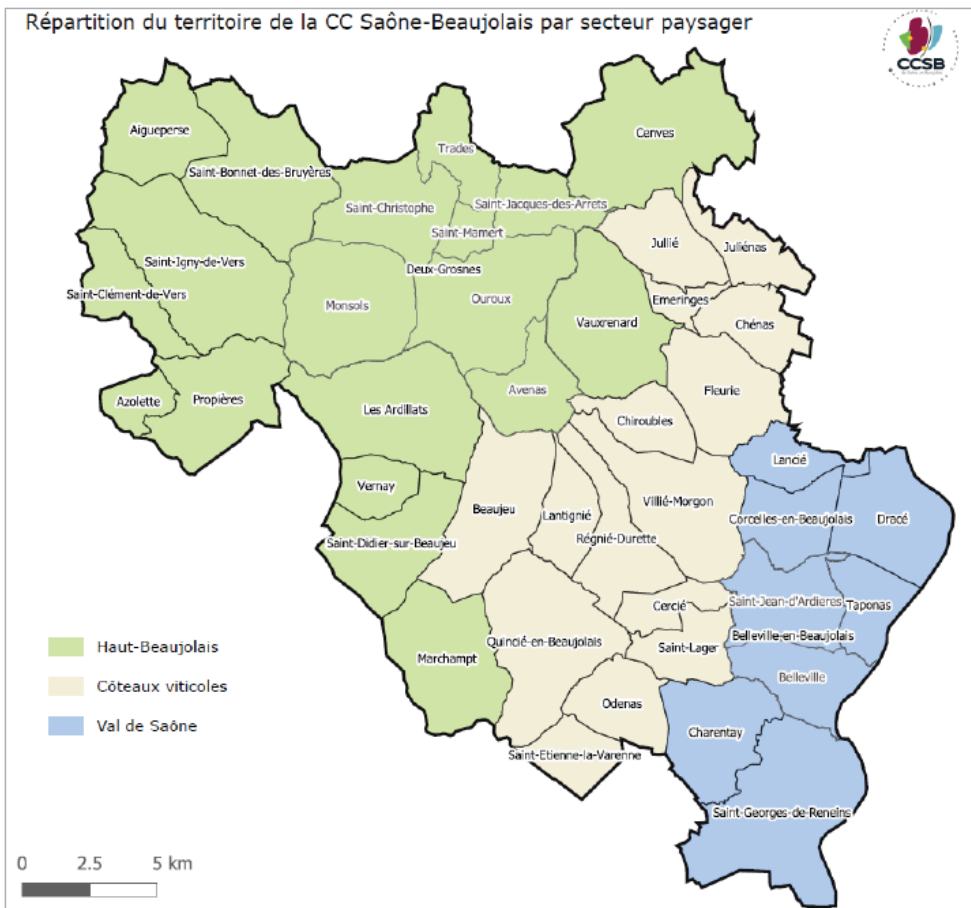 Répartition du territoire de la CC Saône-Beaujolais par secteur paysager
CCSB
Aigueperse
Cenves
Trades
Saint-Bonnet-des-Bruyères
Saint-Christophe
Saint-Jacques-des-Arrets
Saint-Mamert
Jullié
Juliénas
Saint-Igny-de-Vers
Deux-Grosnes
Saint-Clément-de-Vers
Monsols
Ouroux
Emeringes
Vauxrenard
Chénas
Avenas
Fleurie
Azolette
Propières
Les Ardillats
Chiroubles
Lancié
Vernay
Beaujeu
Lantignié
Villié-Morgon
Corcelles-en-Beaujolais
Dracé
Saint-Didier-sur-Beaujeu
Régnié-Durette
Cercié
Saint-Jean-d'Ardieres
Taponas
Quincié-en-Beaujolais
Belleville-en-Beaujolais
Saint-Lager
Marchampt
Belleville
Odenas
Charentay
Saint-Etienne-la-Varenne
Saint-Georges-de-Reneins
Haut-Beaujolais
Côteaux viticoles
Val de Saône
0 2.5 5 km